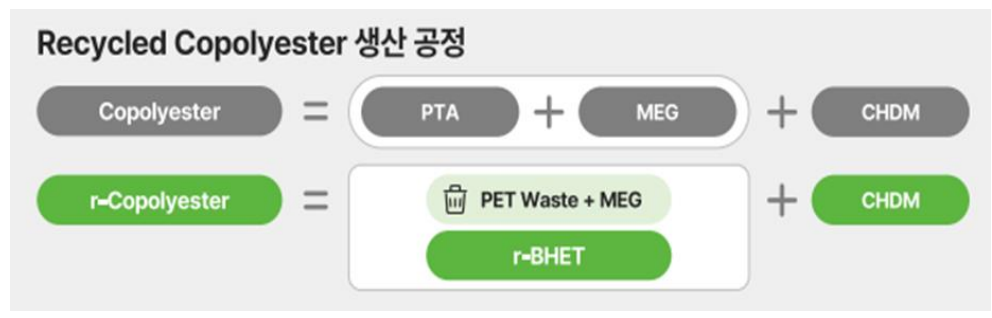 Recycled Copolyester 생산 공정
Copolyester = PTA + MEG + CHDM
r-Copolyester = PET Waste + MEG + CHDM
r-BHET